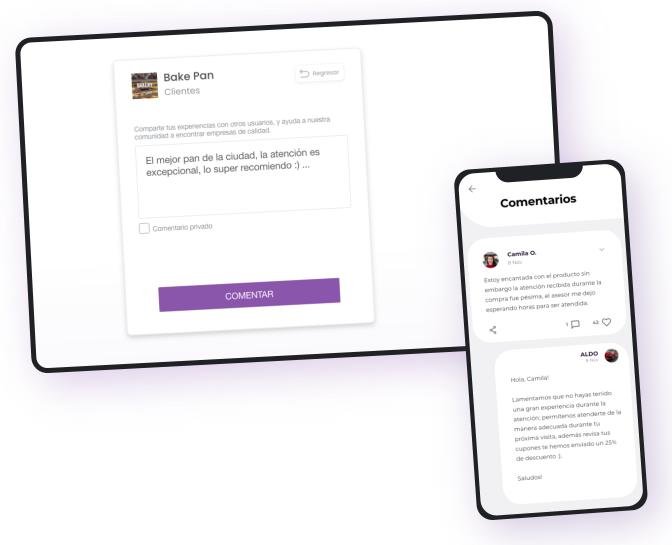 Bake Pan
Clientes
Regresar
Comparte tus experiencias con otros usuarios, y ayuda a nuestra
comunidad a encontrar empresas de calidad.
El mejor pan de la ciudad, la atención es
excepcional, lo super recomiendo :) ...
Comentario privado
COMENTAR
Comentarios
Camila O.
8 Nov
Estoy encantada con el producto sin
embargo la atención recibida durante la
compra fue pésima, el asesor me dejo
esperando horas para ser atendida.
1
43
ALDO
8 Nov
Hola, Camila!
Lamentamos que no hayas tenido
una gran experiencia durante la
atención; permítenos atenderte de la
manera adecuada durante tu
próxima visita, además revisa tus
cupones te hemos enviado un 25%
de descuento :).
Saludos!